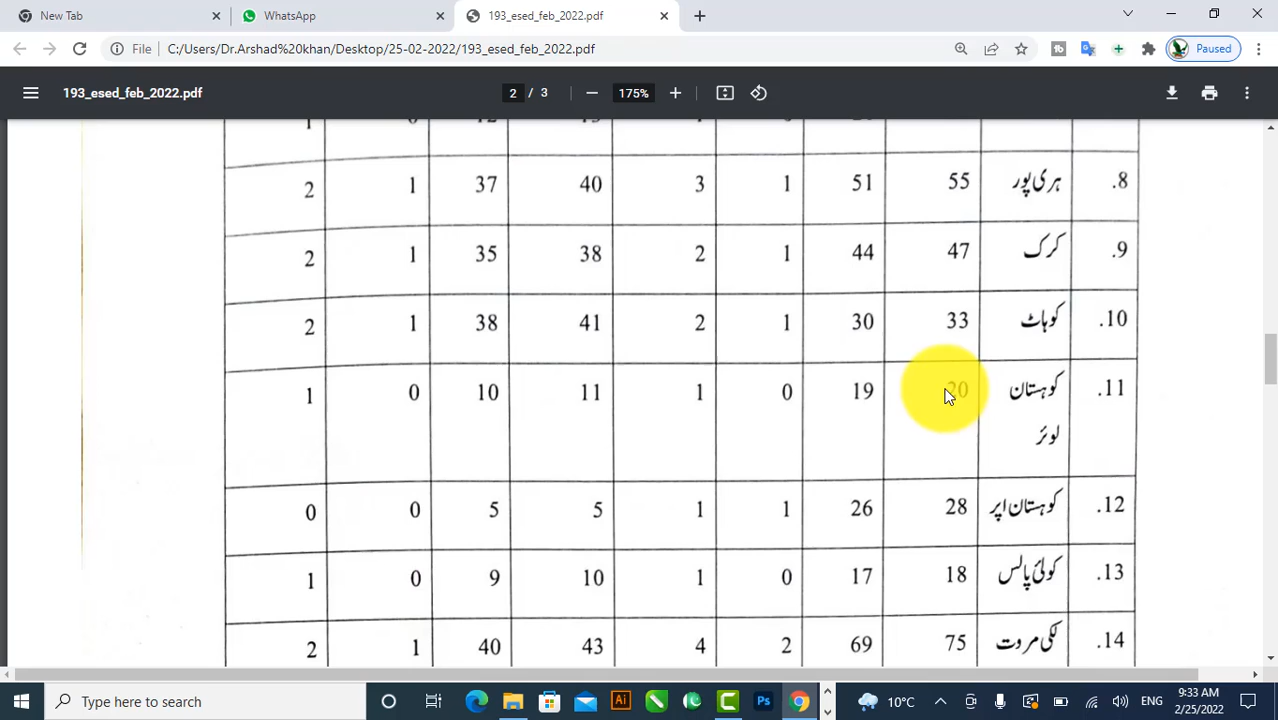 New Tab
WhatsApp
193_esed_feb_2022.pdf
File C:/Users/Dr.Arshad%20khan/Desktop/25-02-2022/193_esed_feb_2022.pdf
Paused
193_esed_feb_2022.pdf
2 / 3
175%
8. ہری پور 55 51 1 3 40 37 1 2
9. کرک 47 44 1 2 38 35 1 2
10. کوہاٹ 33 30 1 2 41 38 1 2
11. کوہستان 20 19 0 1 11 10 0 1
لوئر
12. کوہستان اپر 28 26 1 1 5 5 0 0
13. کولئ پالس 18 17 0 1 10 9 0 1
14. لکی مروت 75 69 2 4 43 40 1 2
Type here to search
10°C
ENG
9:33 AM
2/25/2022